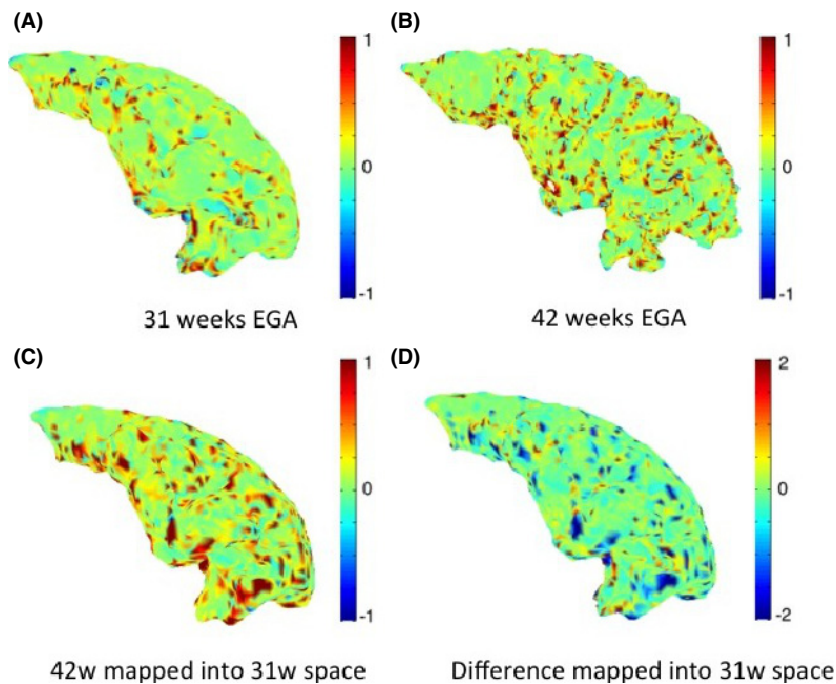 (A)
1
0
-1
31 weeks EGA
(B)
1
0
-1
42 weeks EGA
(C)
1
0
-1
42w mapped into 31w space
(D)
2
0
-2
Difference mapped into 31w space